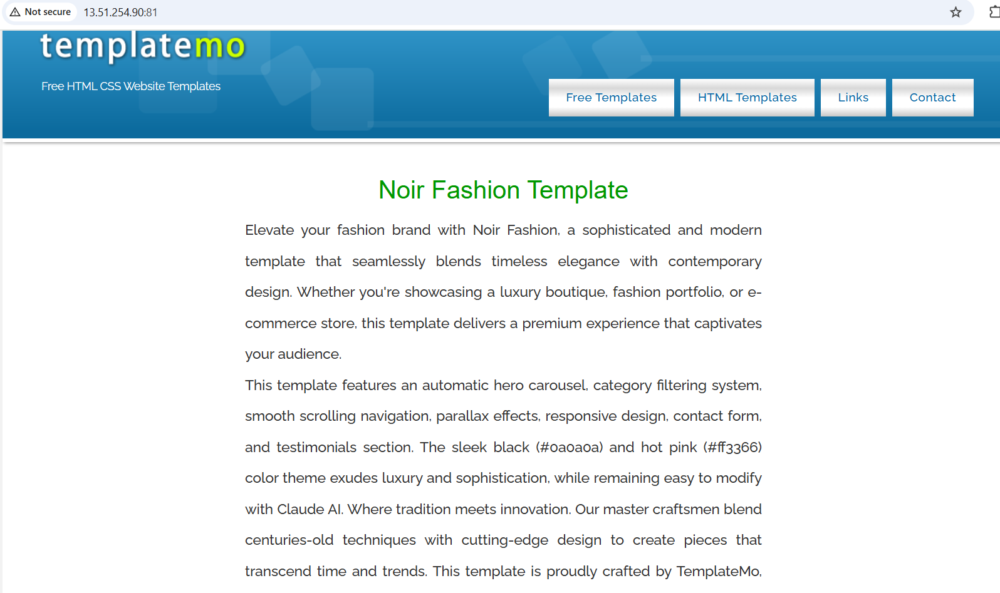 Not secure
13.51.254.90:81
templatemo
Free HTML CSS Website Templates
Free Templates
HTML Templates
Links
Contact
Noir Fashion Template
Elevate your fashion brand with Noir Fashion, a sophisticated and modern
template that seamlessly blends timeless elegance with contemporary
design. Whether you're showcasing a luxury boutique, fashion portfolio, or e-
commerce store, this template delivers a premium experience that captivates
your audience.
This template features an automatic hero carousel, category filtering system,
smooth scrolling navigation, parallax effects, responsive design, contact form,
and testimonials section. The sleek black (#0a0a0a) and hot pink (#ff3366)
color theme exudes luxury and sophistication, while remaining easy to modify
with Claude AI. Where tradition meets innovation. Our master craftsmen blend
centuries-old techniques with cutting-edge design to create pieces that
transcend time and trends. This template is proudly crafted by TemplateMo,